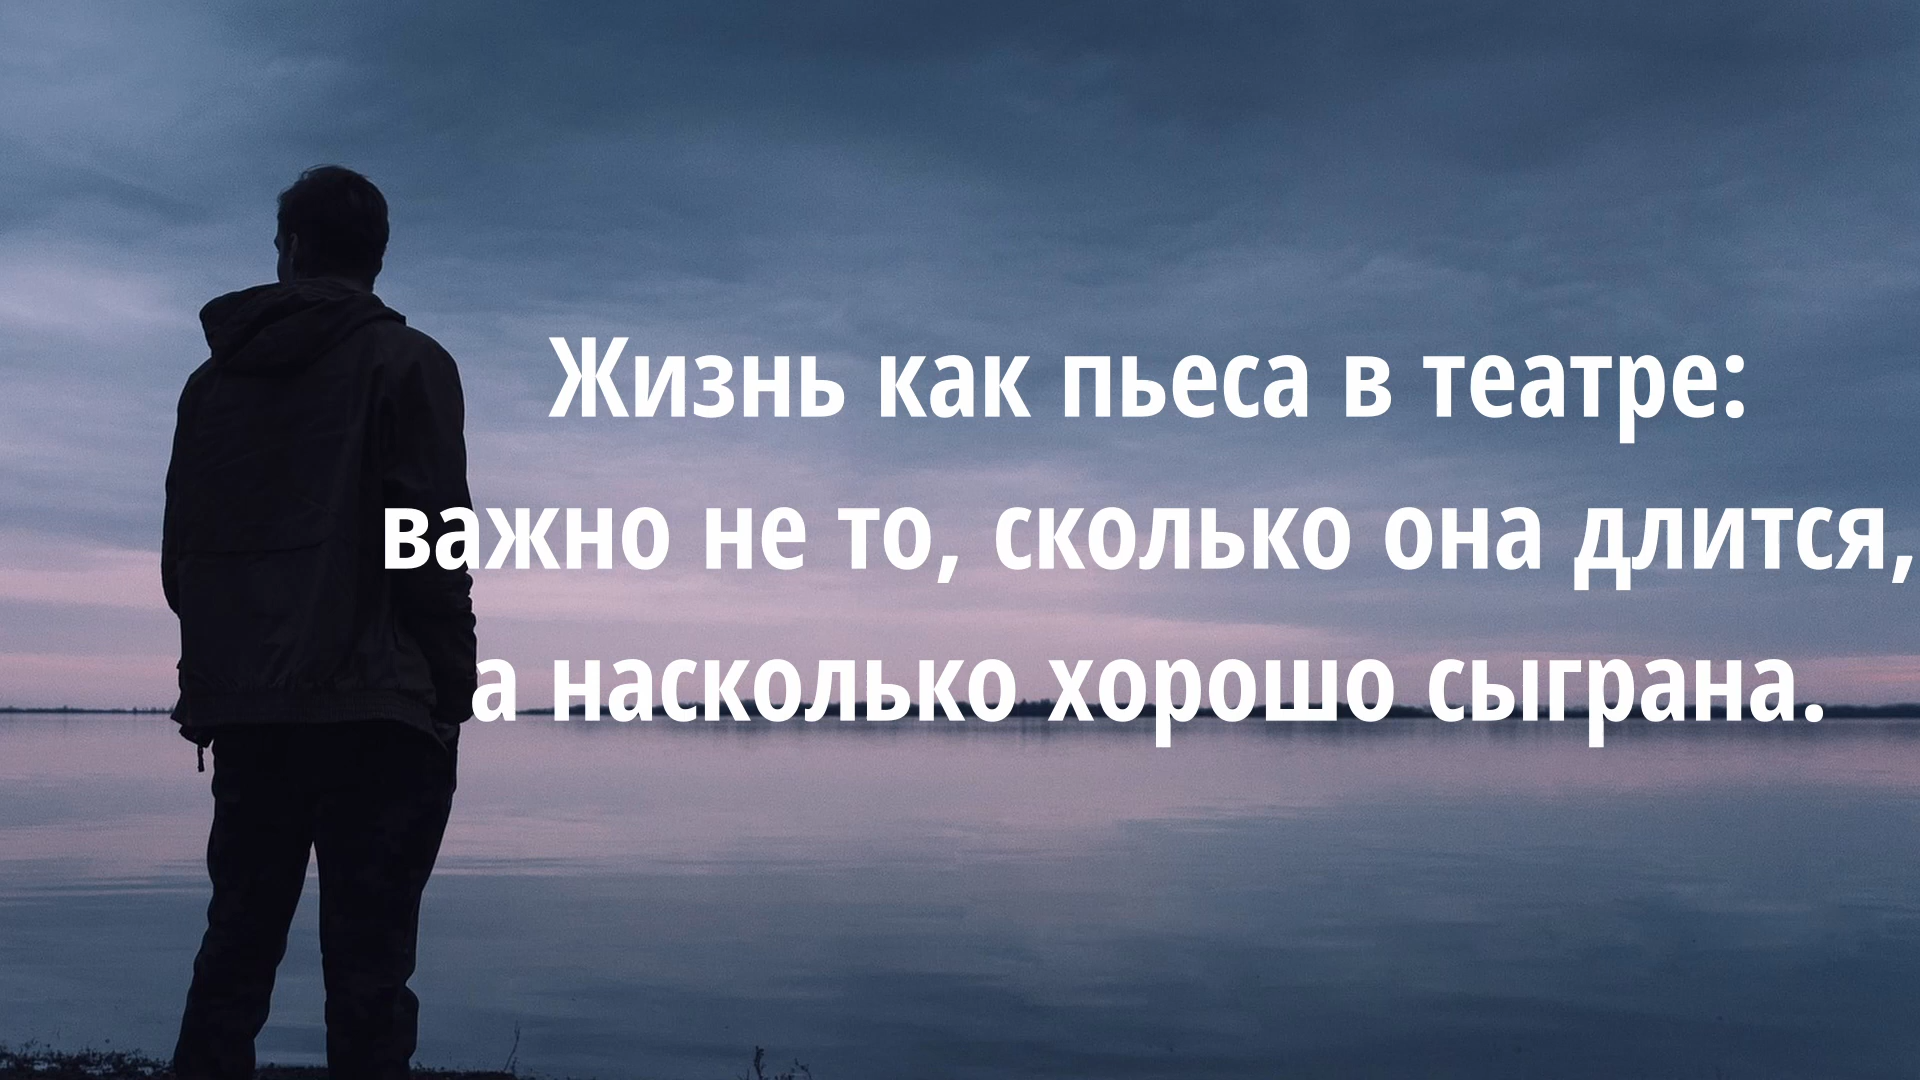 Жизнь как пьеса в театре:
важно не то, сколько она длится,
а насколько хорошо сыграна.